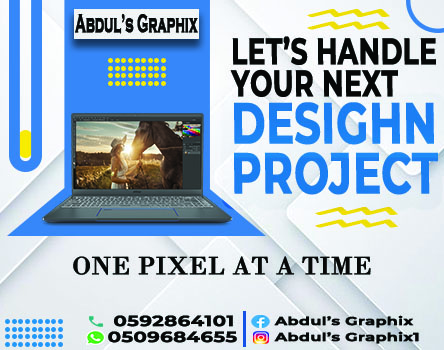 ABDUL'S GRAPHIX
LET'S HANDLE
YOUR NEXT
DESIGHN
PROJECT
ONE PIXEL AT A TIME
0592864101
Abdul's Graphix
0509684655
Abdul's Graphix1